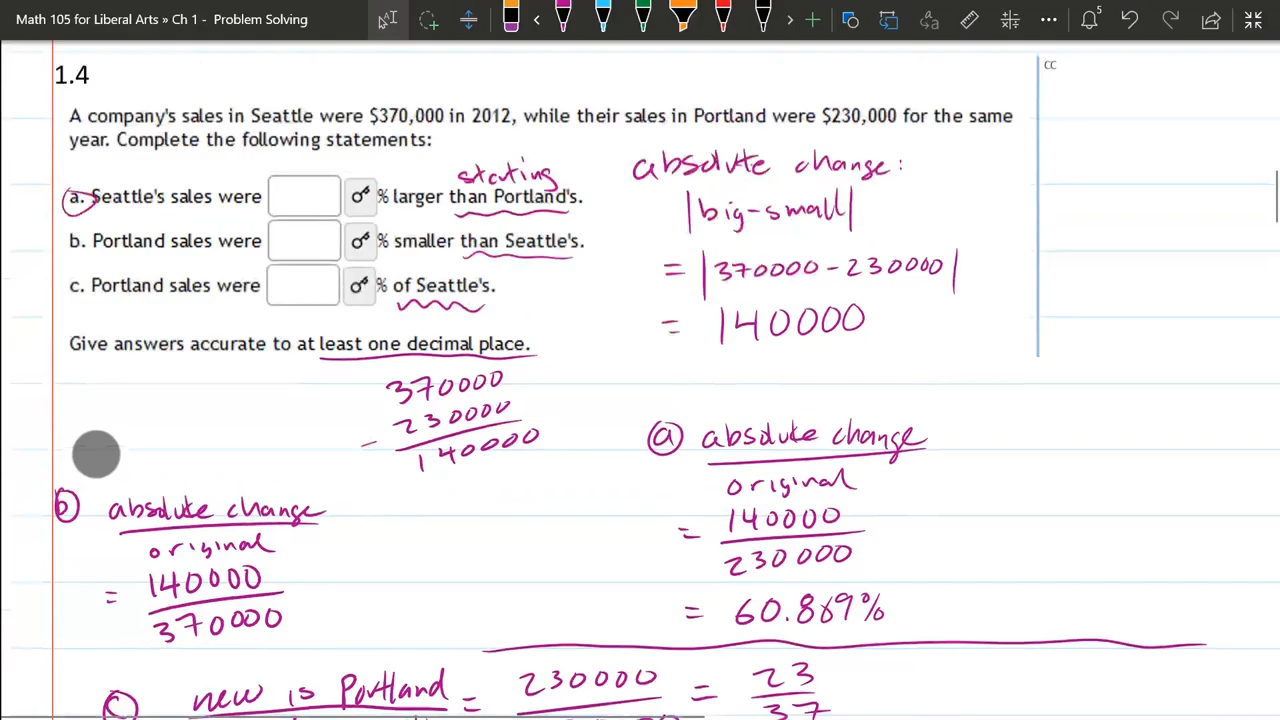 Math 105 for Liberal Arts » Ch 1 - Problem Solving
5
CC
1.4
A company's sales in Seattle were $370,000 in 2012, while their sales in Portland were $230,000 for the same
year. Complete the following statements:
starting
a. Seattle's sales were % larger than Portland's.
b. Portland sales were % smaller than Seattle's.
c. Portland sales were % of Seattle's.
Give answers accurate to at least one decimal place.
absolute change:
|big-small|
= |370000 - 230000|
= 140000
370000
- 230000
140000
a absolute change
original
= 140000
230000
= 60.869%
b absolute change
original
= 140000
370000
c new is Portland = 230000 = 23
37